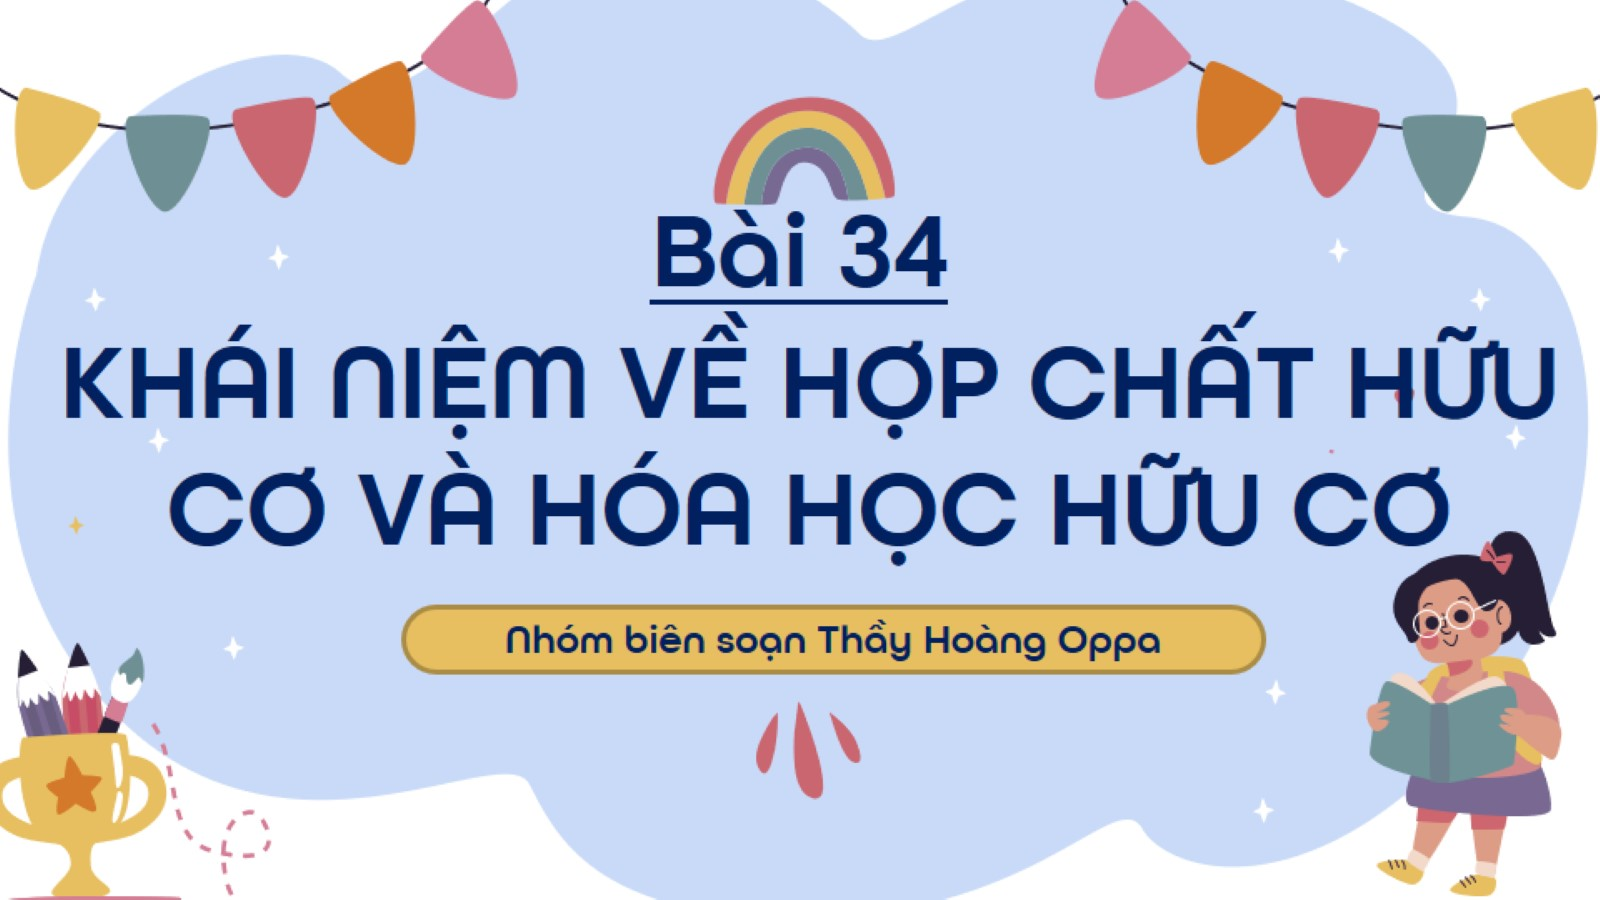 Bài 34
KHÁI NIỆM VỀ HỢP CHẤT HỮU
CƠ VÀ HÓA HỌC HỮU CƠ
Nhóm biên soạn Thầy Hoàng Oppa